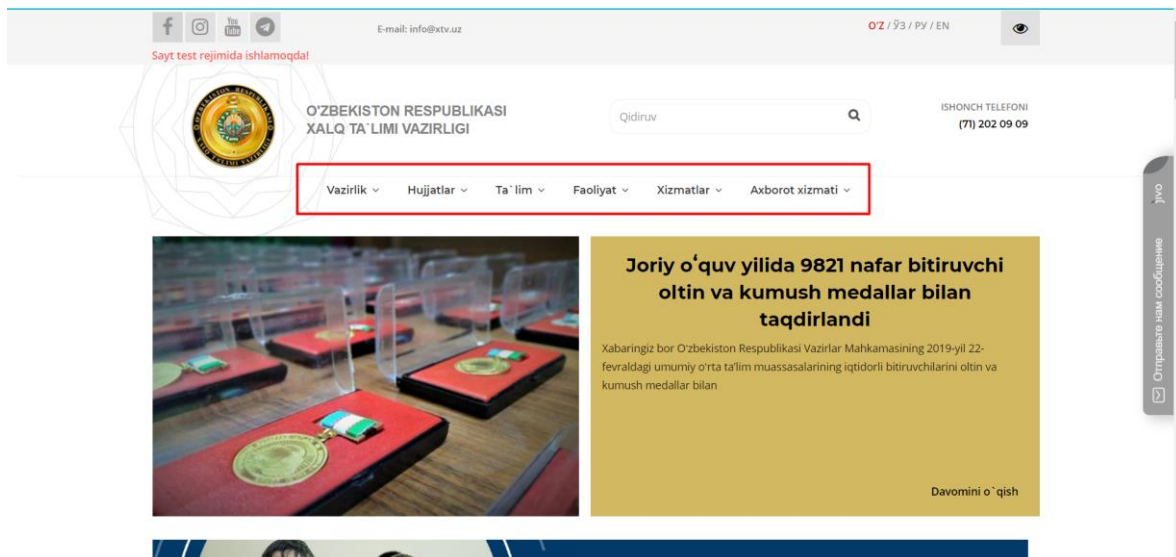 You
Tube
E-mail: info@xtv.uz
O'Z / ЎЗ / РУ / EN
Sayt test rejimida ishlamoqda!
O'ZBEKISTON RESPUBLIKASI
XALQ TA`LIMI VAZIRLIGI
Qidiruv
ISHONCH TELEFONI
(71) 202 09 09
Vazirlik Hujjatlar Ta`lim Faoliyat Xizmatlar Axborot xizmati
jivo
Отправьте нам сообщение
Joriy oʻquv yilida 9821 nafar bitiruvchi
oltin va kumush medallar bilan
taqdirlandi
Xabaringiz bor O'zbekiston Respublikasi Vazirlar Mahkamasining 2019-yil 22-
fevraldagi umumiy o'rta ta'lim muassasalarining iqtidorli bitiruvchilarini oltin va
kumush medallar bilan
Davomini o`qish